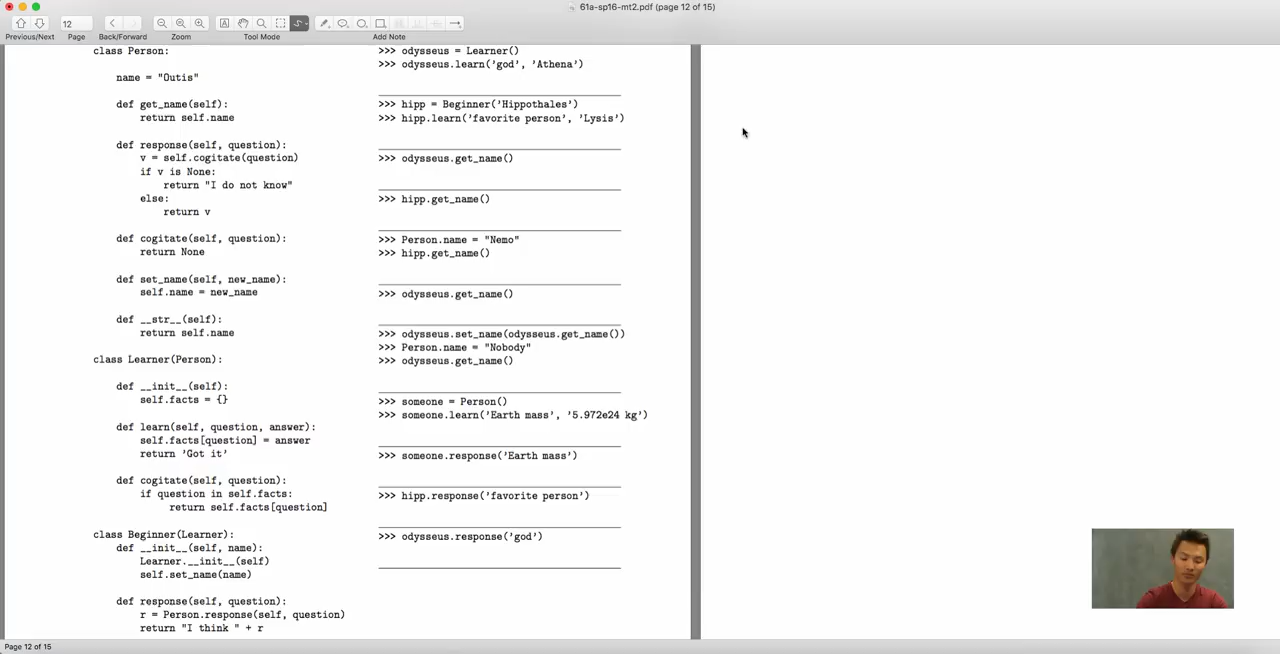 61a-sp16-mt2.pdf (page 12 of 15)
12
Previous/Next Page Back/Forward Zoom Tool Mode Add Note
class Person:
name = "Outis"
def get_name(self):
return self.name
def response(self, question):
v = self.cogitate(question)
if v is None:
return "I do not know"
else:
return v
def cogitate(self, question):
return None
def set_name(self, new_name):
self.name = new_name
def __str__(self):
return self.name
class Learner(Person):
def __init__(self):
self.facts = {}
def learn(self, question, answer):
self.facts[question] = answer
return 'Got it'
def cogitate(self, question):
if question in self.facts:
return self.facts[question]
class Beginner(Learner):
def __init__(self, name):
Learner.__init__(self)
self.set_name(name)
def response(self, question):
r = Person.response(self, question)
return "I think " + r
>>> odysseus = Learner()
>>> odysseus.learn('god', 'Athena')
>>> hipp = Beginner('Hippothales')
>>> hipp.learn('favorite person', 'Lysis')
>>> odysseus.get_name()
>>> hipp.get_name()
>>> Person.name = "Nemo"
>>> hipp.get_name()
>>> odysseus.get_name()
>>> odysseus.set_name(odysseus.get_name())
>>> Person.name = "Nobody"
>>> odysseus.get_name()
>>> someone = Person()
>>> someone.learn('Earth mass', '5.972e24 kg')
>>> someone.response('Earth mass')
>>> hipp.response('favorite person')
>>> odysseus.response('god')
Page 12 of 15